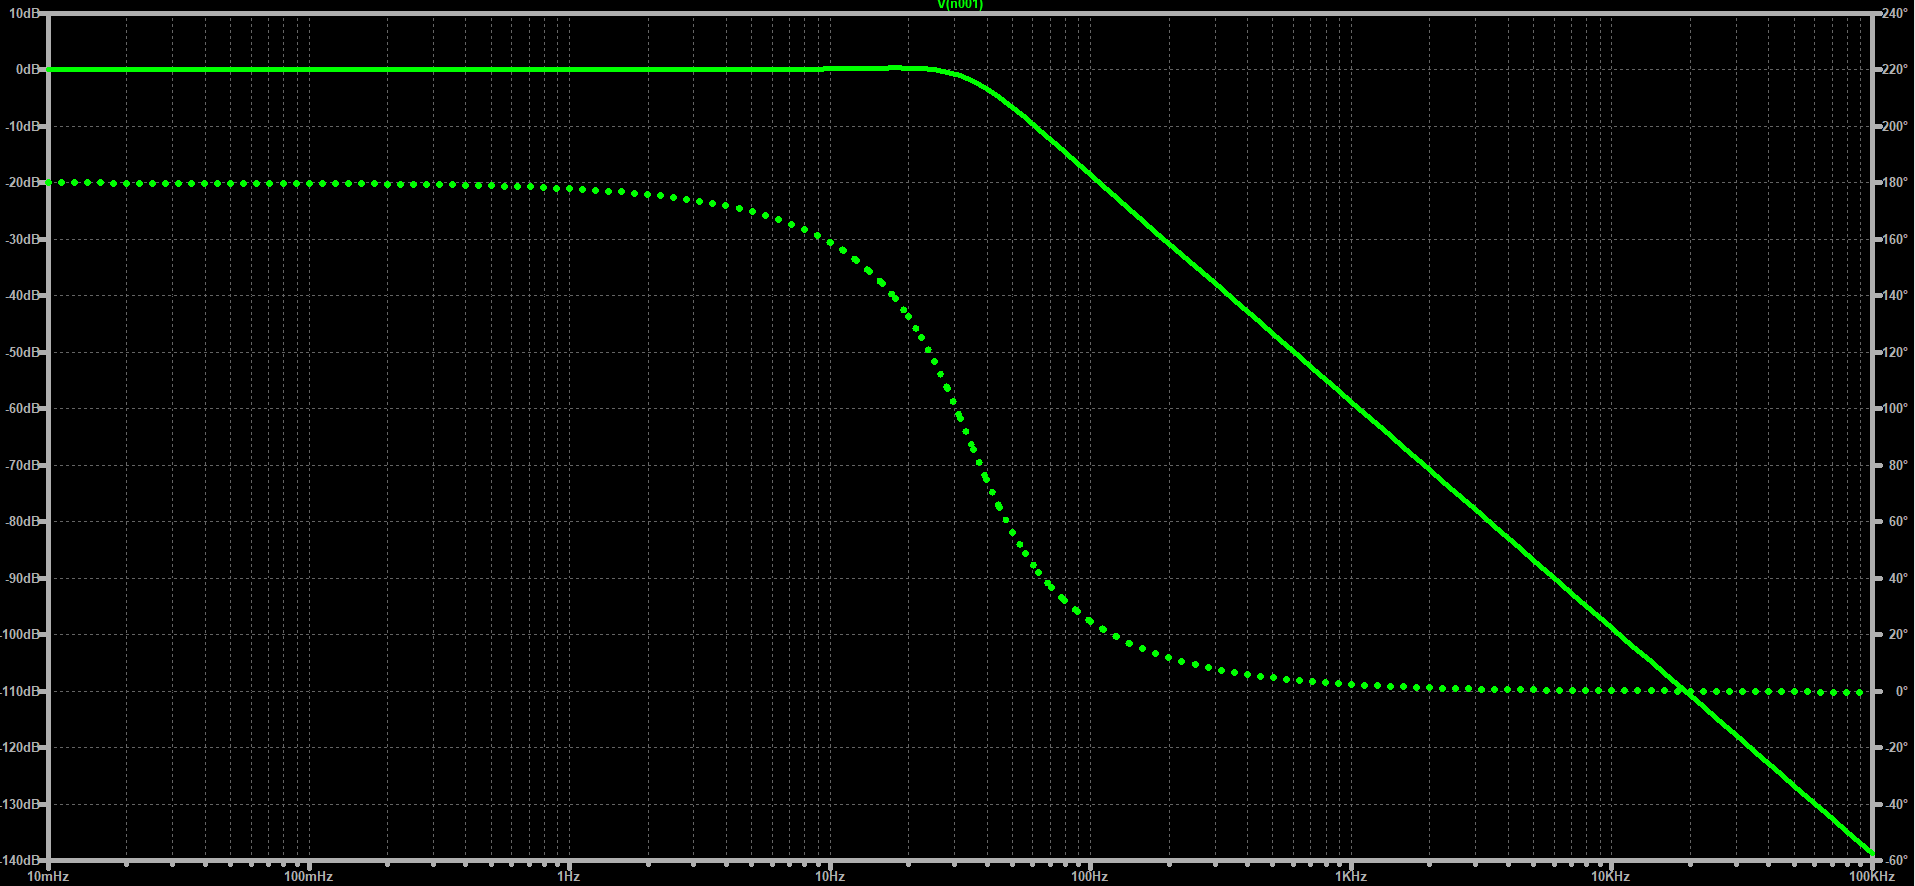 V(n001)
10dB 240°
0dB 220°
-10dB 200°
-20dB 180°
-30dB 160°
-40dB 140°
-50dB 120°
-60dB 100°
-70dB 80°
-80dB 60°
-90dB 40°
-100dB 20°
-110dB 0°
-120dB -20°
-130dB -40°
-140dB -60°
10mHz 100mHz 1Hz 10Hz 100Hz 1KHz 10KHz 100KHz